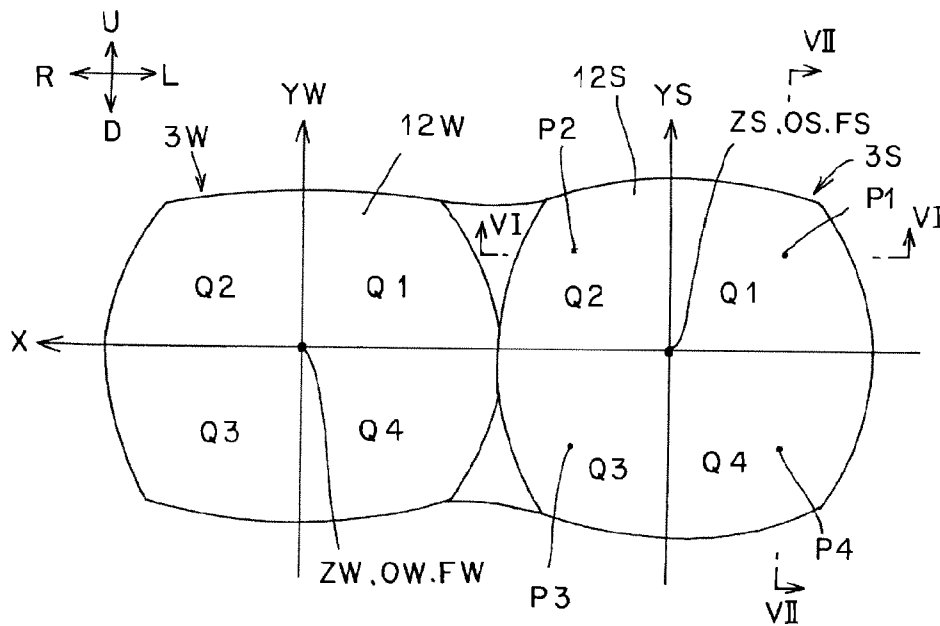 U
R L
D
YW
3W
12W
P2
12S
YS
VII
ZS.OS.FS
3S
P1
VI
VI
Q2
Q1
Q2
Q1
X
Q3
Q4
Q3
Q4
ZW.OW.FW
P3
P4
VII